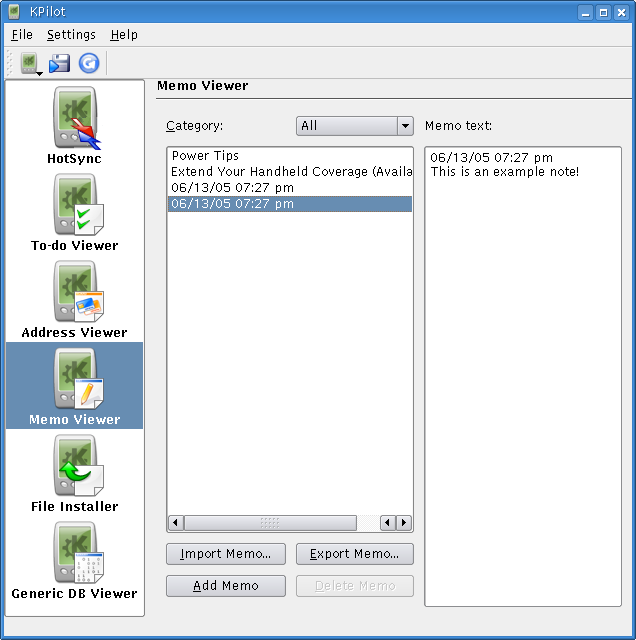 KPilot
File Settings Help
HotSync
To-do Viewer
Address Viewer
Memo Viewer
File Installer
Generic DB Viewer
Memo Viewer
Category: All
Power Tips
Extend Your Handheld Coverage (Availa
06/13/05 07:27 pm
06/13/05 07:27 pm
Import Memo... Export Memo...
Add Memo Delete Memo
Memo text:
06/13/05 07:27 pm
This is an example note!